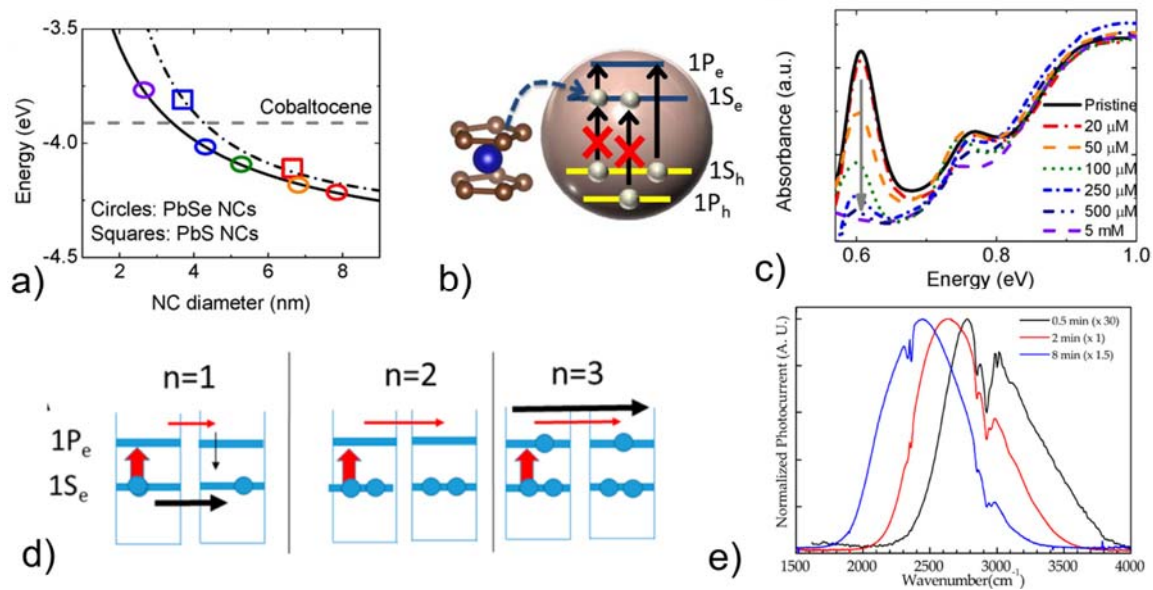 -3.5
-4.0
-4.5
Energy (eV)
Cobaltocene
Circles: PbSe NCs
Squares: PbS NCs
2
4
6
8
NC diameter (nm)
a)
1Pₑ
1Sₑ
1Sₕ
1Pₕ
b)
Absorbance (a.u.)
Pristine
20 μM
50 μM
100 μM
250 μM
500 μM
5 mM
0.6
0.8
1.0
Energy (eV)
c)
n=1
n=2
n=3
1Pₑ
1Sₑ
d)
Normalized Photocurrent (A. U.)
0.5 min (x 30)
2 min (x 1)
8 min (x 1.5)
1500
2000
2500
3000
3500
4000
Wavenumber(cm⁻¹)
e)